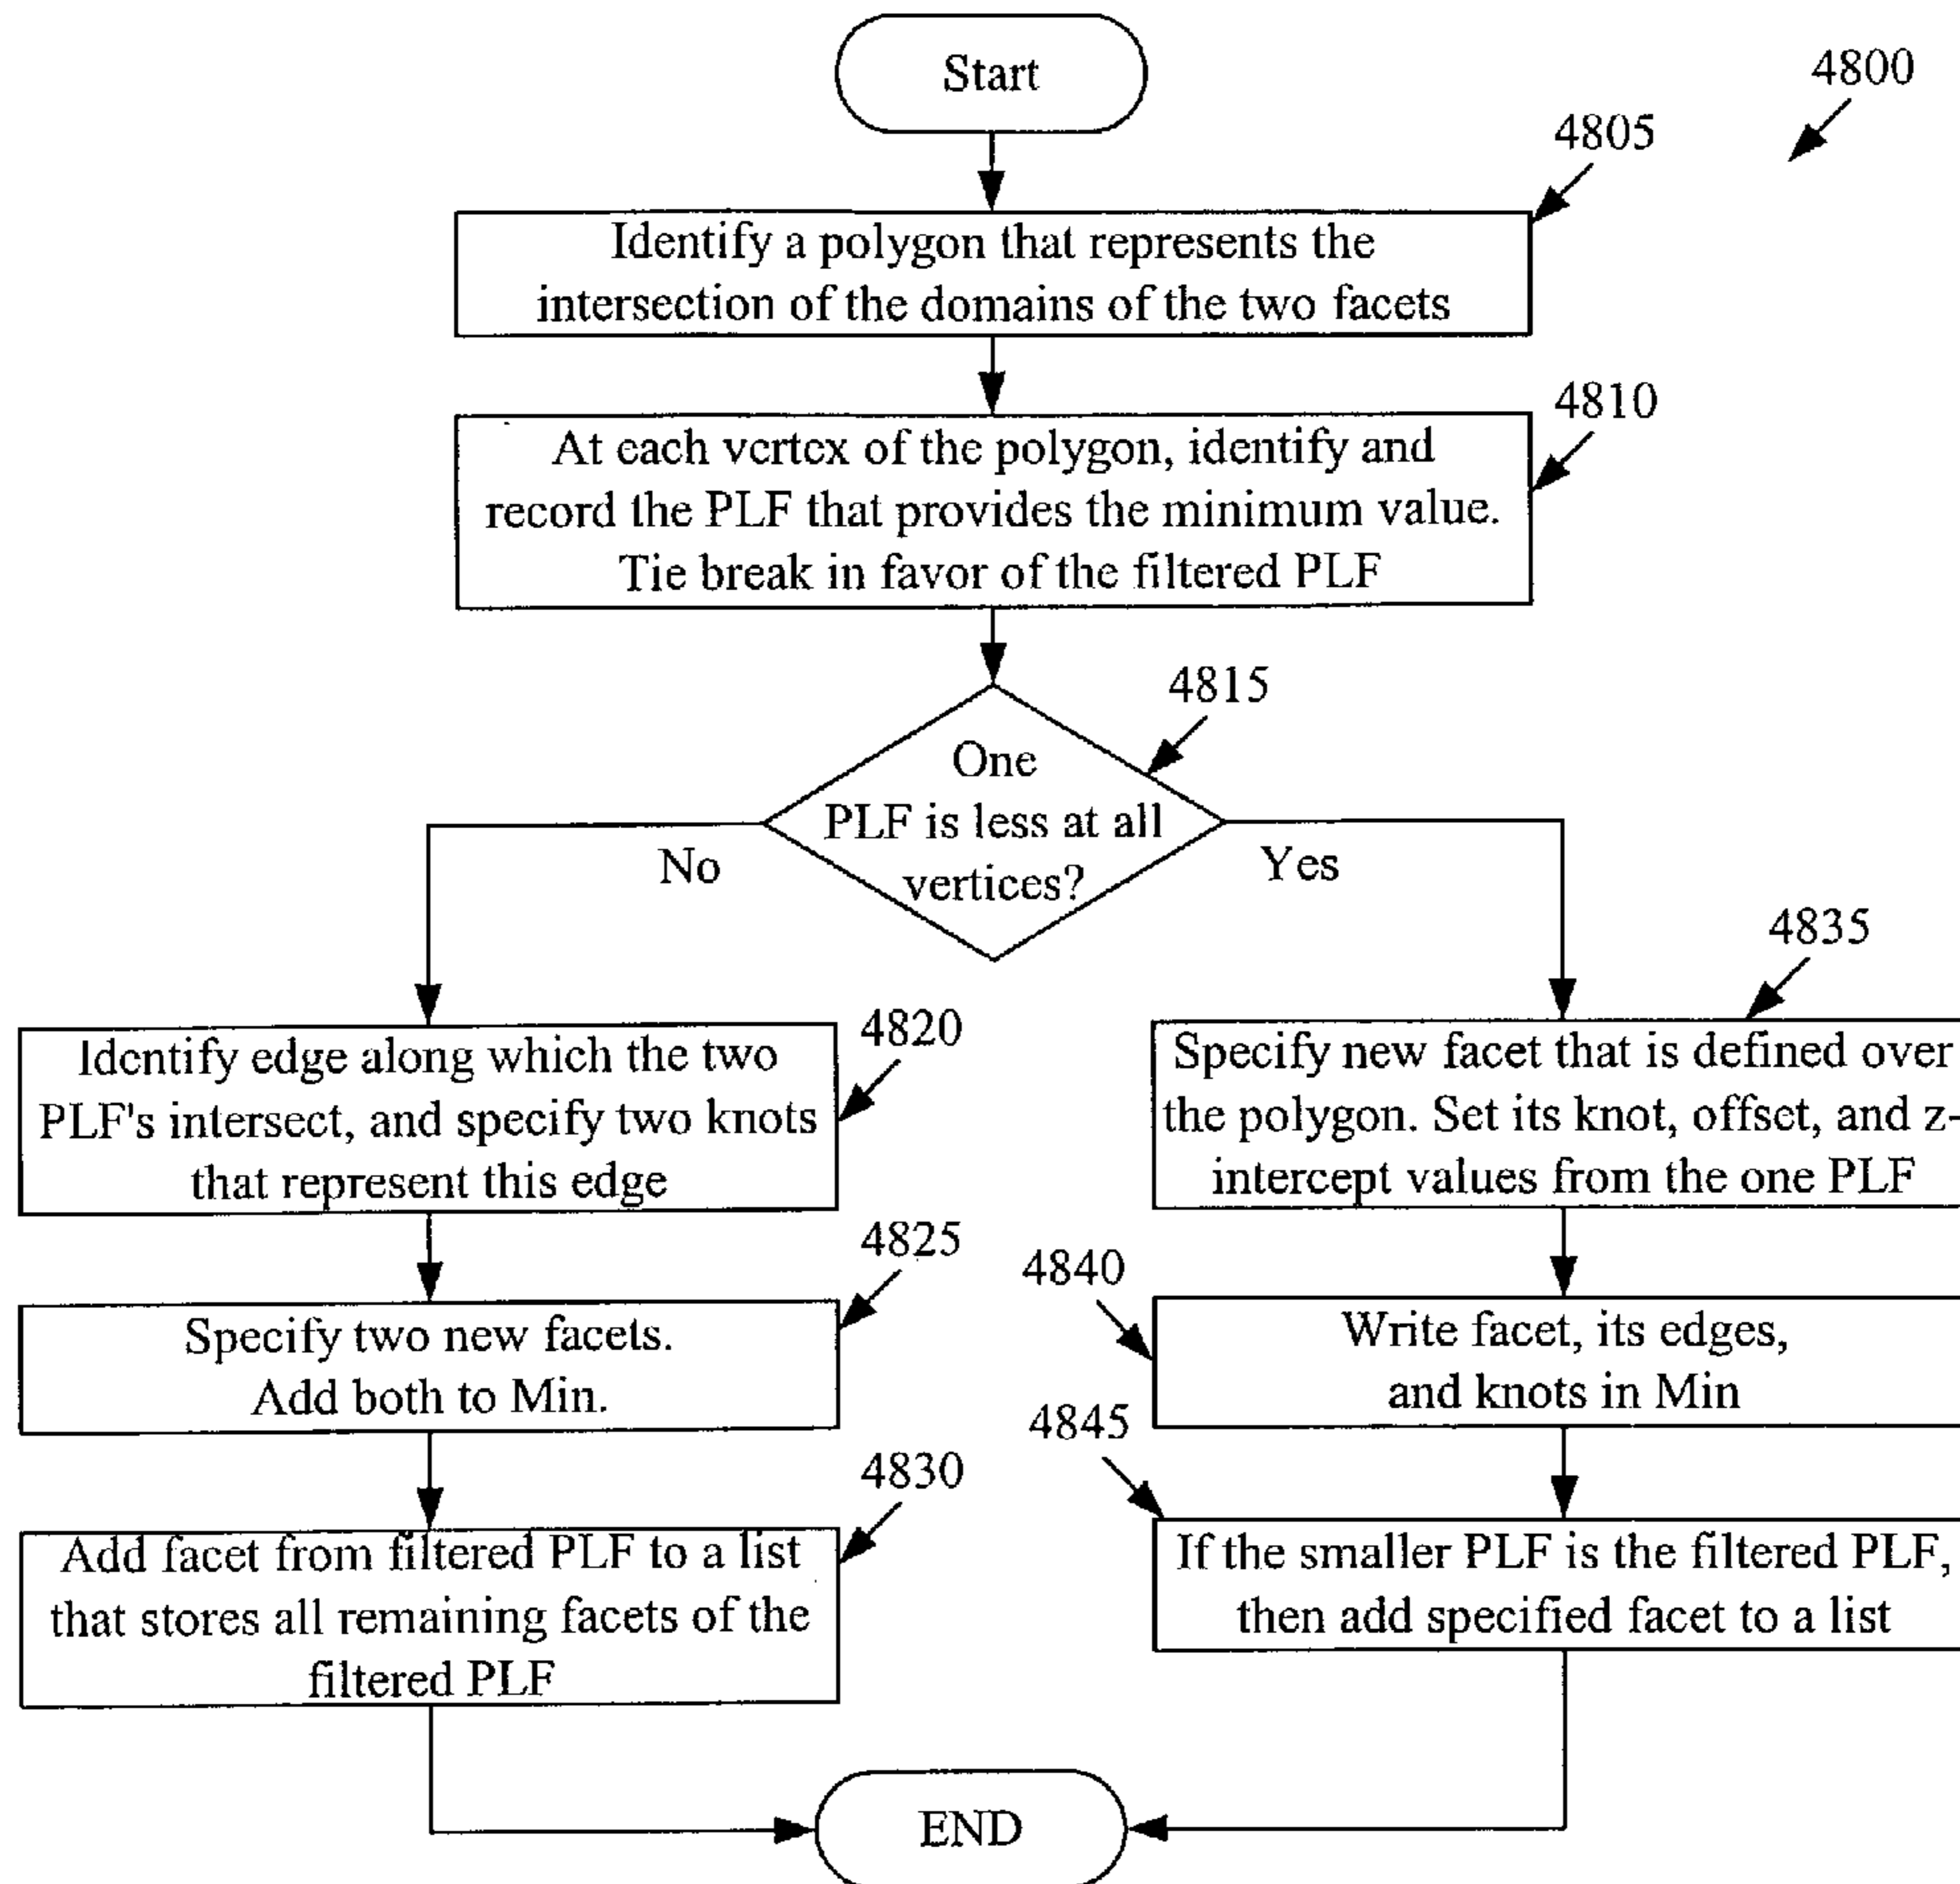 Start
4800
4805
Identify a polygon that represents the
intersection of the domains of the two facets
4810
At each vertex of the polygon, identify and
record the PLF that provides the minimum value.
Tie break in favor of the filtered PLF
4815
One
PLF is less at all
vertices?
No
Yes
4820
Identify edge along which the two
PLF's intersect, and specify two knots
that represent this edge
4825
Specify two new facets.
Add both to Min.
4830
Add facet from filtered PLF to a list
that stores all remaining facets of the
filtered PLF
4835
Specify new facet that is defined over
the polygon. Set its knot, offset, and z-
intercept values from the one PLF
4840
Write facet, its edges,
and knots in Min
4845
If the smaller PLF is the filtered PLF,
then add specified facet to a list
END